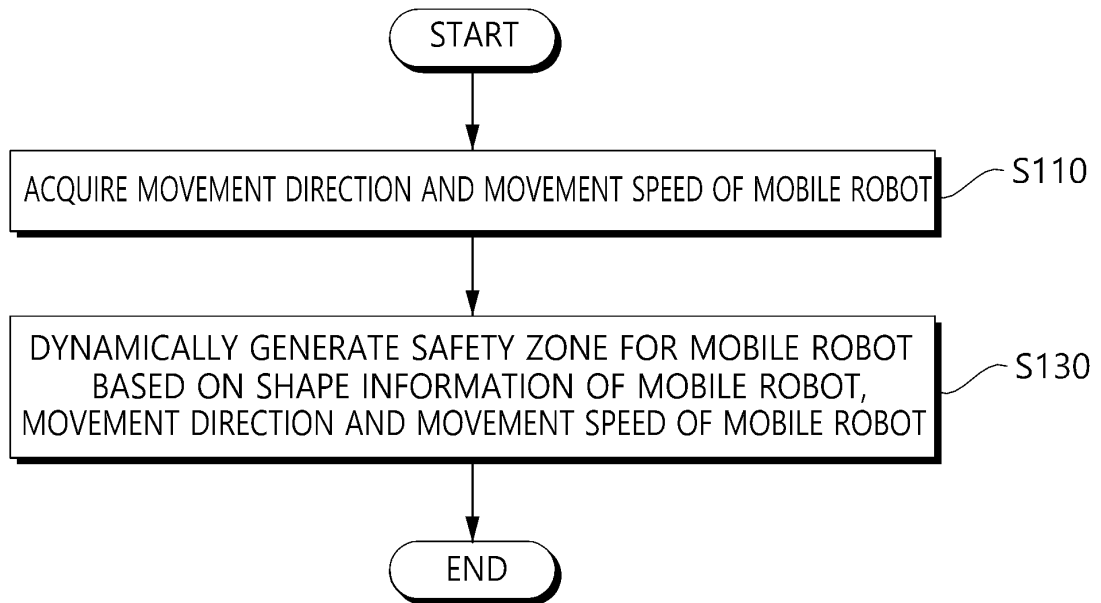 START
ACQUIRE MOVEMENT DIRECTION AND MOVEMENT SPEED OF MOBILE ROBOT
S110
DYNAMICALLY GENERATE SAFETY ZONE FOR MOBILE ROBOT
BASED ON SHAPE INFORMATION OF MOBILE ROBOT,
MOVEMENT DIRECTION AND MOVEMENT SPEED OF MOBILE ROBOT
S130
END